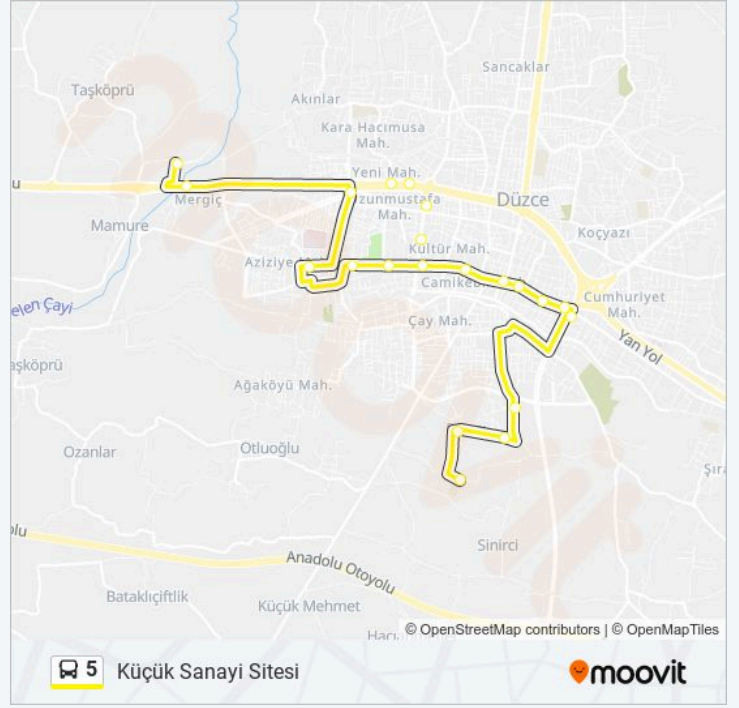 Sancaklar
Taşköprü
Akınlar
Kara Hacımusa
Mah.
Yeni Mah.
u
Mergiç
Uzunmustafa
Mah.
Düzce
Mamure
Koçyazı
Kültür Mah.
Aziziye
Camikebir
Cumhuriyet
Mah.
elen Çayi
Çay Mah.
Yan Yol
aşköprü
Ağaköyü Mah.
Otluoğlu
Ozanlar
Şıra
olu
Sinirci
Anadolu Otoyolu
Bataklıçiftlik
Küçük Mehmet
Hacı
© OpenStreetMap contributors | © OpenMapTiles
5 Küçük Sanayi Sitesi
moovit